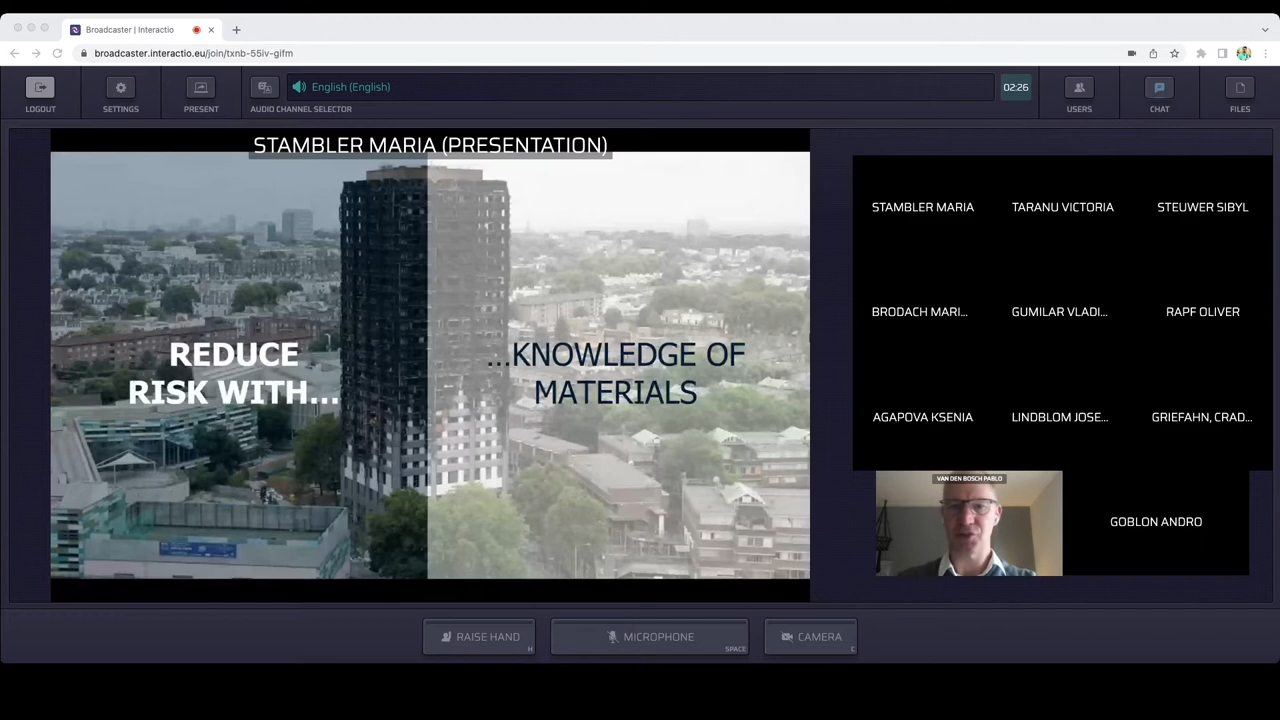 Broadcaster | Interactio
broadcaster.interactio.eu/join/txnb-55iv-gifm
LOGOUT
SETTINGS
PRESENT
AUDIO CHANNEL SELECTOR
English (English)
02:26
USERS
CHAT
FILES
STAMBLER MARIA (PRESENTATION)
REDUCE
RISK WITH...
...KNOWLEDGE OF
MATERIALS
STAMBLER MARIA
TARANU VICTORIA
STEUWER SIBYL
BRODACH MARI...
GUMILAR VLADI...
RAPF OLIVER
AGAPOVA KSENIA
LINDBLOM JOSE...
GRIEFAHN, CRAD...
VAN DEN BOSCH PABLO
GOBLON ANDRO
RAISE HAND
H
MICROPHONE
SPACE
CAMERA
C